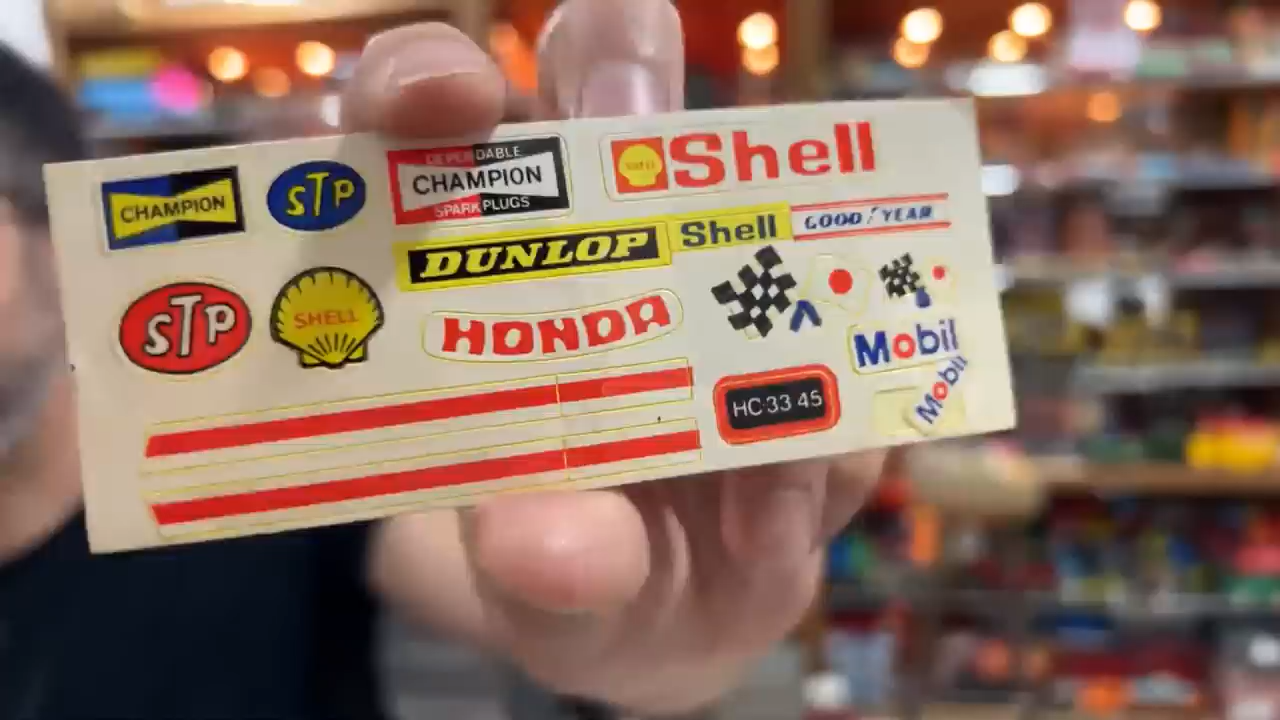 CHAMPION
STP
DEPENDABLE
CHAMPION
SPARK PLUGS
Shell
DUNLOP
Shell
GOOD YEAR
STP
SHELL
HONDA
Mobil
HC-33 45
Mobil